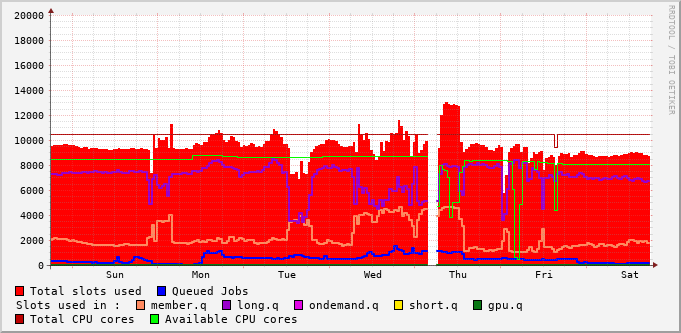 RRDTOOL / TOBI OETIKER
20000
18000
16000
14000
12000
10000
8000
6000
4000
2000
0
Sun Mon Tue Wed Thu Fri Sat
Total slots used Queued Jobs
Slots used in : member.q long.q ondemand.q short.q gpu.q
Total CPU cores Available CPU cores